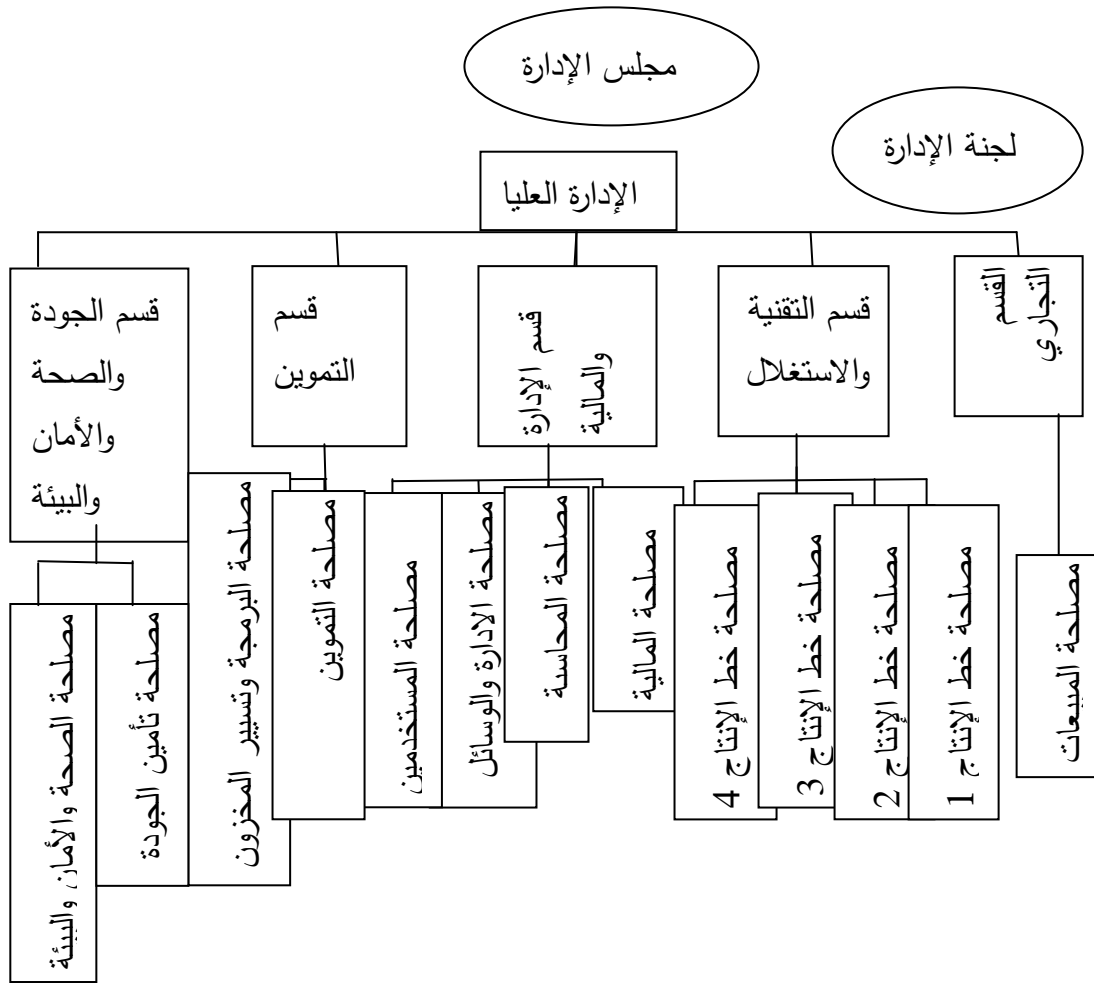 مجلس الإدارة
لجنة الإدارة
الإدارة العليا
القسم
التجاري
قسم التقنية
والاستغلال
قسم الإدارة
والمالية
قسم
التموين
قسم الجودة
والصحة
والأمان
والبيئة
مصلحة المبيعات
مصلحة خط الإنتاج 1
مصلحة خط الإنتاج 2
مصلحة خط الإنتاج 3
مصلحة خط الإنتاج 4
مصلحة المالية
مصلحة المحاسبة
مصلحة الادارة والوسائل
مصلحة المستخدمين
مصلحة التموين
مصلحة البرمجة وتسيير المخزون
مصلحة تأمين الجودة
مصلحة الصحة والأمان والبيئة